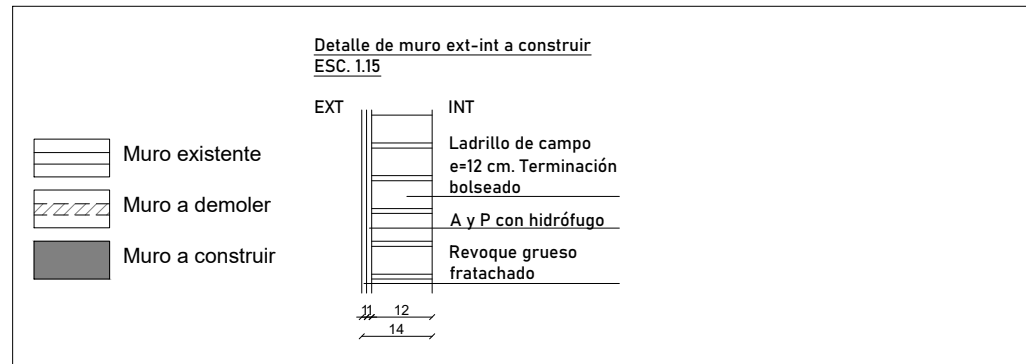 Detalle de muro ext-int a construir
ESC. 1.15
EXT
INT
Muro existente
Muro a demoler
Muro a construir
Ladrillo de campo
e=12 cm. Terminación
bolseado
A y P con hidrófugo
Revoque grueso
fratachado
1 1 12
14